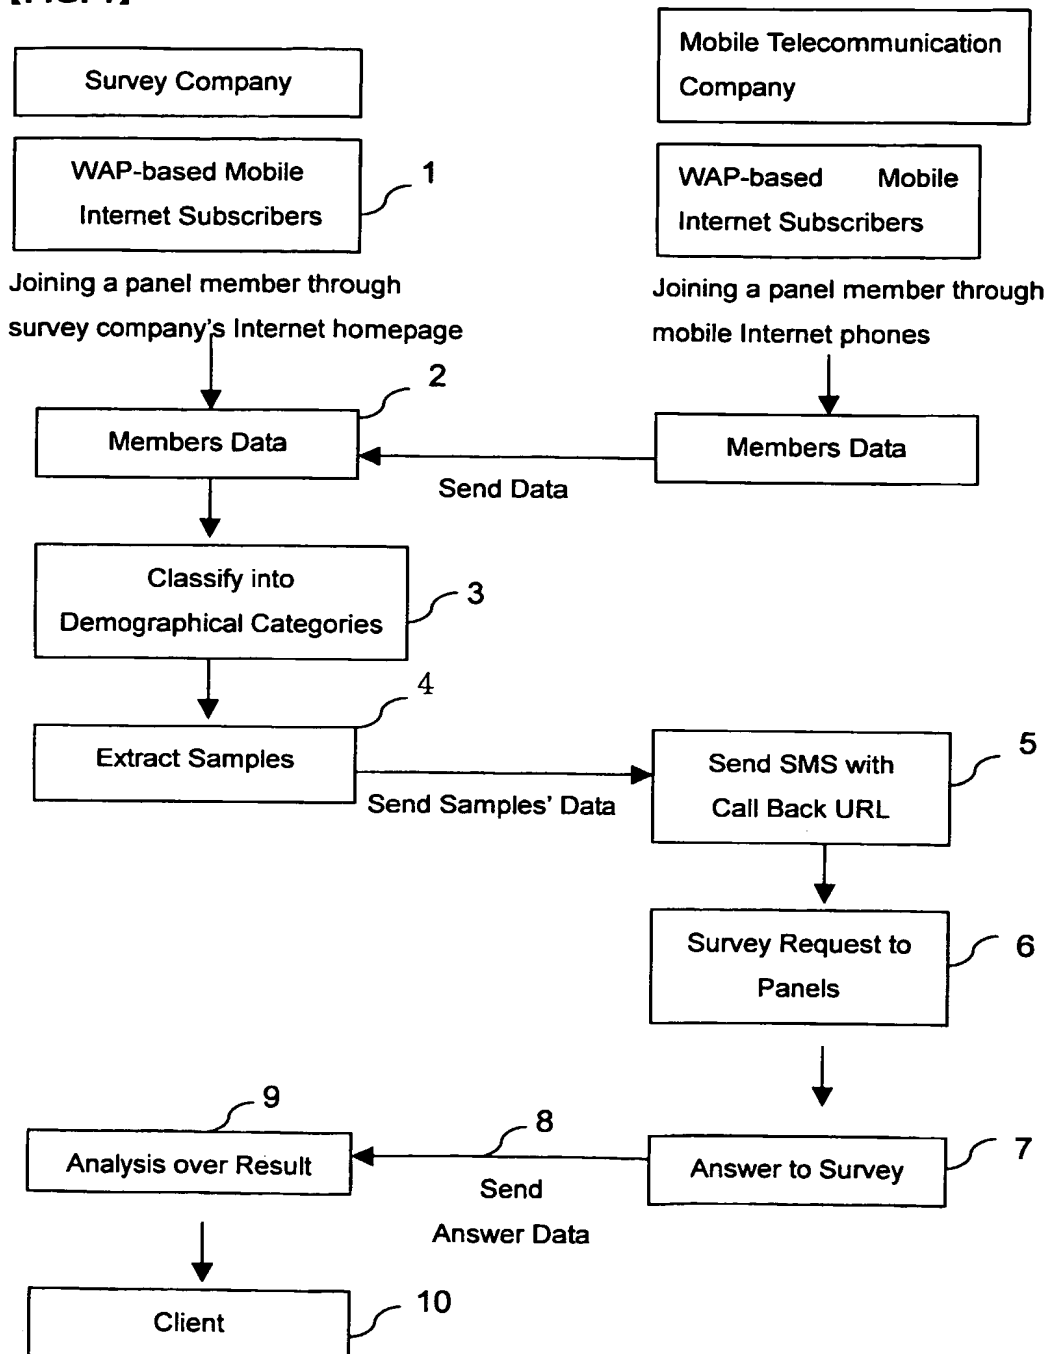 Survey Company
Mobile Telecommunication
Company
WAP-based Mobile
Internet Subscribers
1
WAP-based Mobile
Internet Subscribers
Joining a panel member through
survey company's Internet homepage
Joining a panel member through
mobile Internet phones
2
Members Data
Members Data
Send Data
Classify into
Demographical Categories
3
4
Extract Samples
Send Samples' Data
Send SMS with
Call Back URL
5
Survey Request to
Panels
6
9
8
Analysis over Result
Send
Answer Data
Answer to Survey
7
Client
10